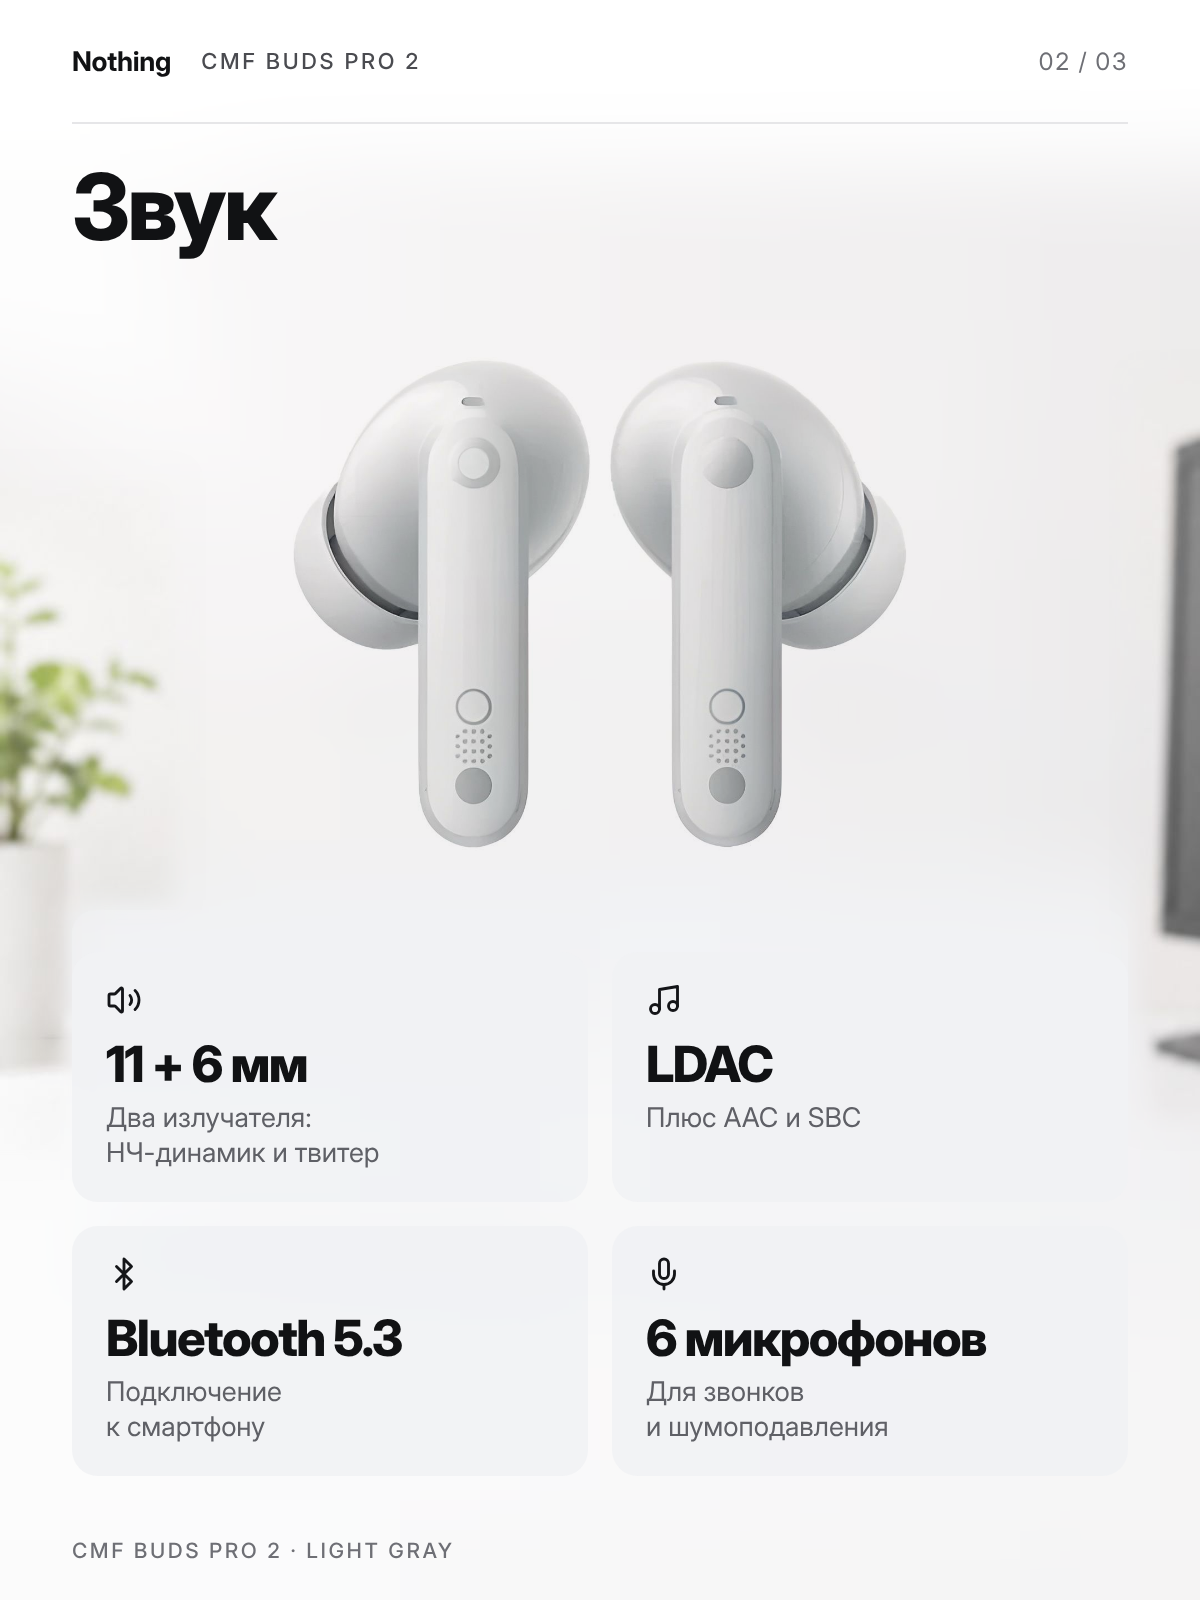 Nothing CMF BUDS PRO 2 02 / 03
Звук
11 + 6 мм
Два излучателя:
НЧ-динамик и твитер
LDAC
Плюс AAC и SBC
Bluetooth 5.3
Подключение
к смартфону
6 микрофонов
Для звонков
и шумоподавления
CMF BUDS PRO 2 · LIGHT GRAY